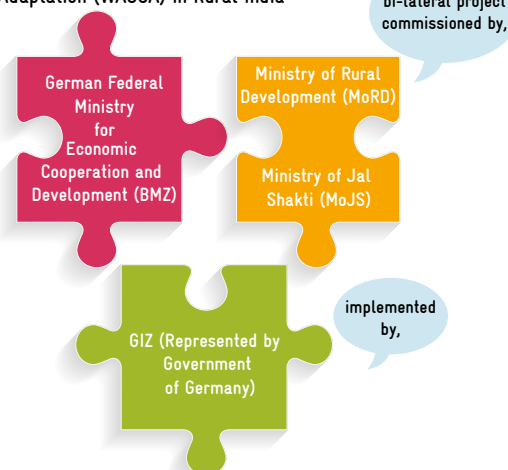 Adaptation (WASCA) in Rural India
bi-lateral project
commissioned by,
German Federal
Ministry
for
Economic
Cooperation and
Development (BMZ)
Ministry of Rural
Development (MoRD)
Ministry of Jal
Shakti (MoJS)
implemented
by,
GIZ (Represented by
Government
of Germany)